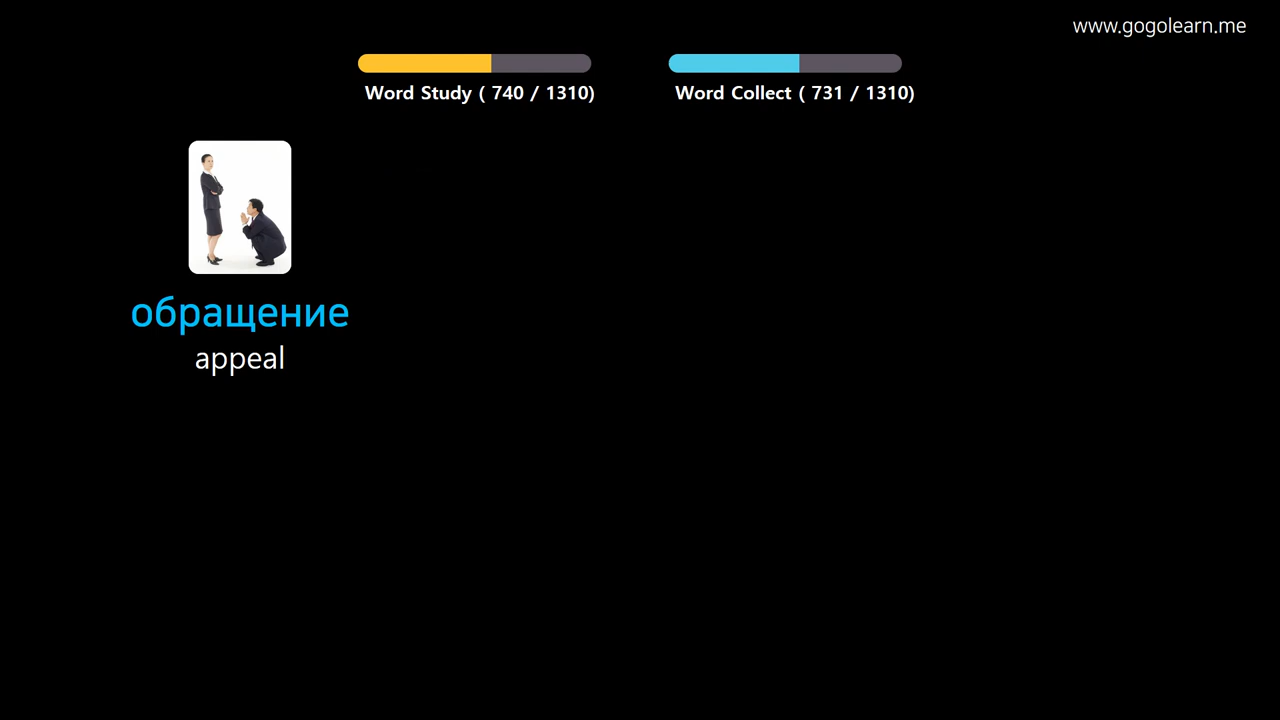 www.gogolearn.me
Word Study ( 740 / 1310)
Word Collect ( 731 / 1310)
обращение
appeal